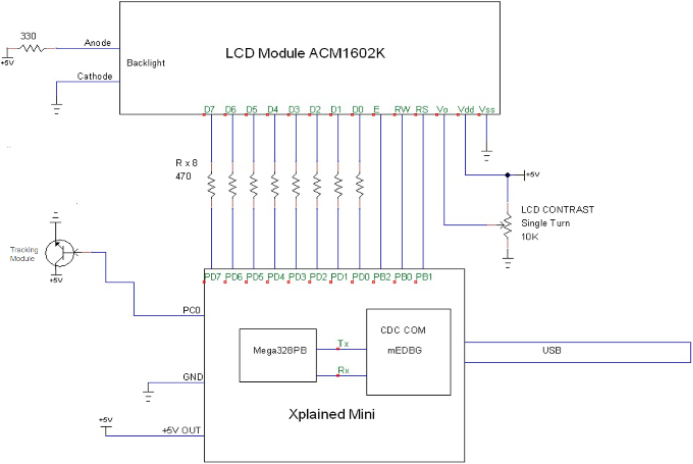 330
+5V
Anode
Cathode
Backlight
LCD Module ACM1602K
D7 D6 D5 D4 D3 D2 D1 D0 E RW RS Vo Vdd Vss
R x 8
470
+5V
LCD CONTRAST
Single Turn
10K
Tracking
Module
+5V
PD7 PD6 PD5 PD4 PD3 PD2 PD1 PD0 PB2 PB0 PB1
PC0
Mega328PB
Tx
Rx
CDC COM
mEDBG
USB
GND
Xplained Mini
+5V
+5V OUT